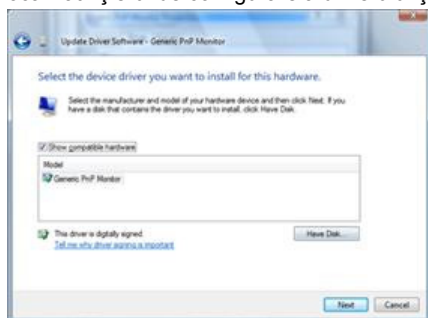 Update Driver Software - Generic PnP Monitor
Select the device driver you want to install for this hardware.
Select the manufacturer and model of your hardware device and then click Next. If you
have a disk that contains the driver you want to install, click Have Disk.
Show compatible hardware
Model
Generic PnP Monitor
This driver is digitally signed.
Tell me why driver signing is important
Have Disk...
Next
Cancel